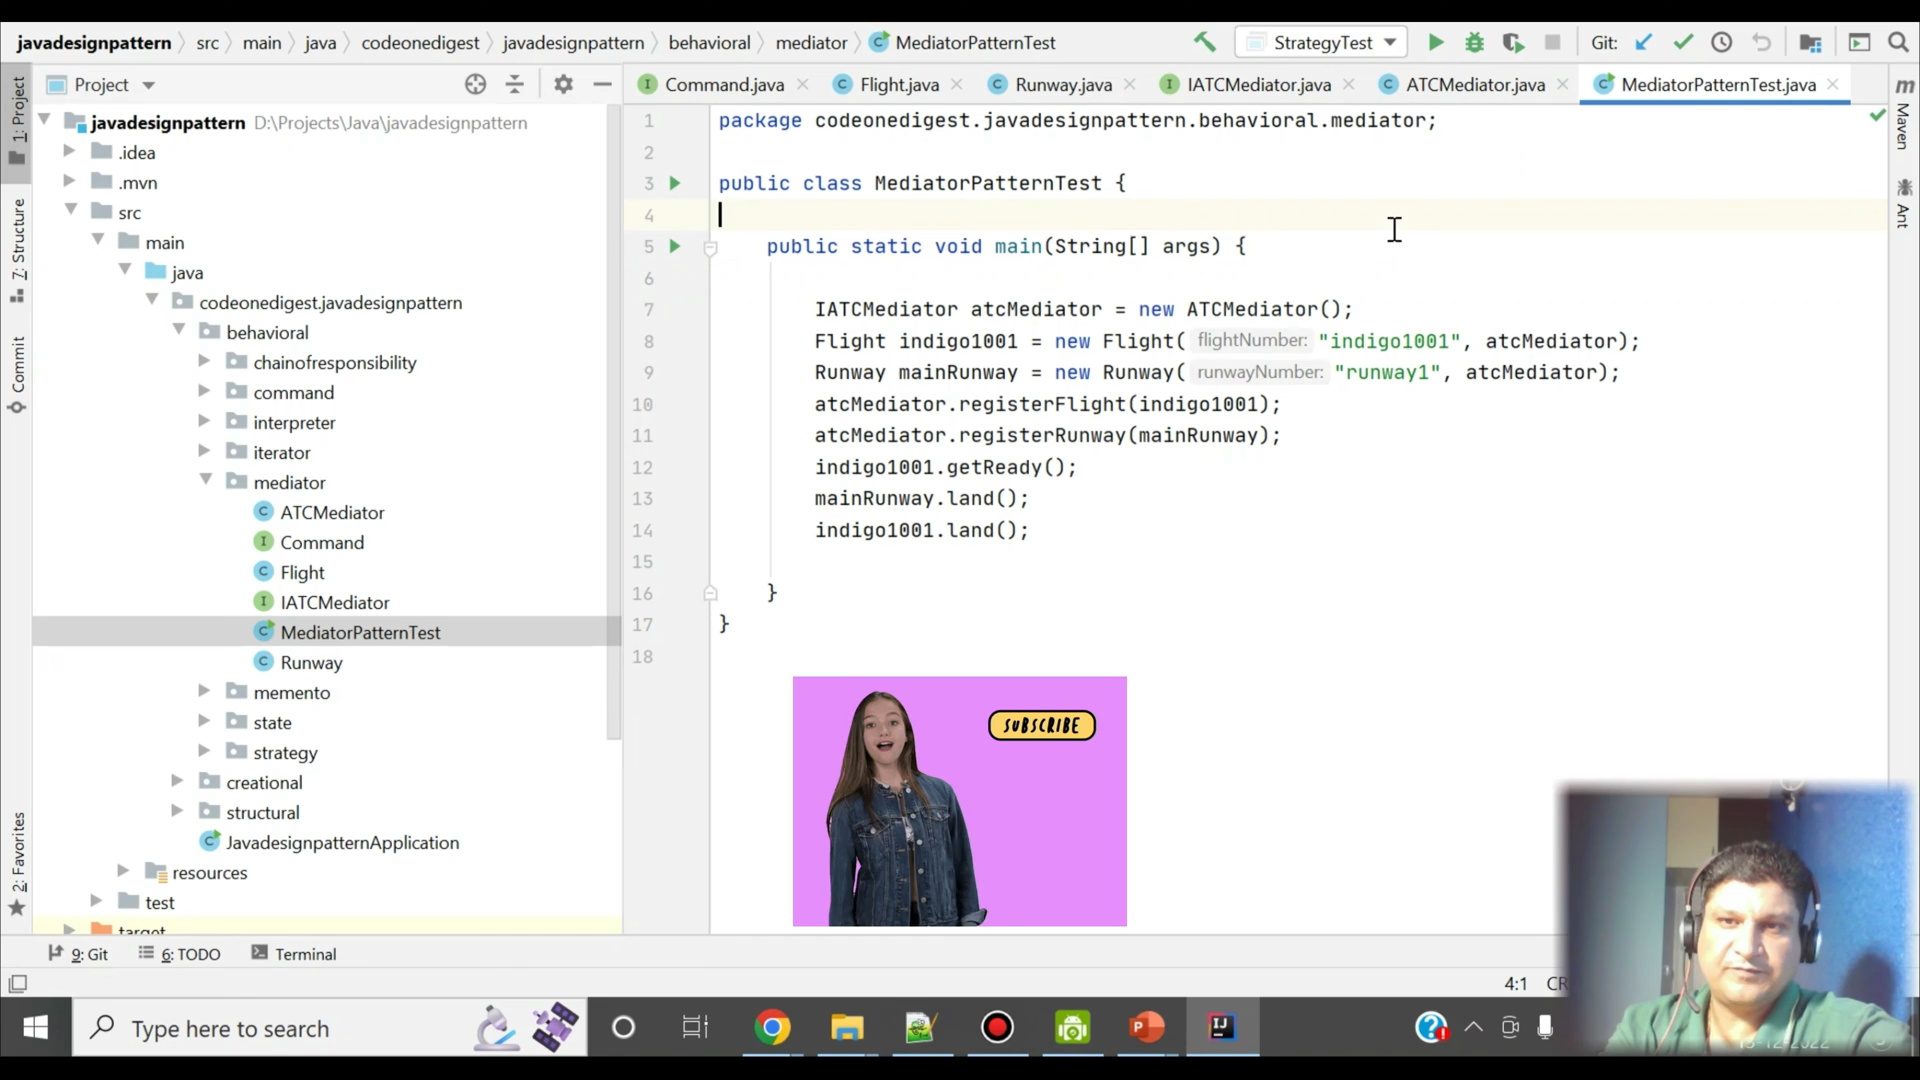 javadesignpattern src main java codeonedigest javadesignpattern behavioral mediator MediatorPatternTest StrategyTest Git:
1: Project
7: Structure
Commit
2: Favorites
Project
javadesignpattern D:\Projects\Java\javadesignpattern
.idea
.mvn
src
main
java
codeonedigest.javadesignpattern
behavioral
chainofresponsibility
command
interpreter
iterator
mediator
ATCMediator
Command
Flight
IATCMediator
MediatorPatternTest
Runway
memento
state
strategy
creational
structural
JavadesignpatternApplication
resources
test
target
Command.java Flight.java Runway.java IATCMediator.java ATCMediator.java MediatorPatternTest.java
1 package codeonedigest.javadesignpattern.behavioral.mediator;
2
3 public class MediatorPatternTest {
4
5 public static void main(String[] args) {
6
7 IATCMediator atcMediator = new ATCMediator();
8 Flight indigo1001 = new Flight( flightNumber: "indigo1001", atcMediator);
9 Runway mainRunway = new Runway( runwayNumber: "runway1", atcMediator);
10 atcMediator.registerFlight(indigo1001);
11 atcMediator.registerRunway(mainRunway);
12 indigo1001.getReady();
13 mainRunway.land();
14 indigo1001.land();
15
16 }
17 }
18
SUBSCRIBE
Maven
Ant
9: Git 6: TODO Terminal
4:1 CR
Type here to search